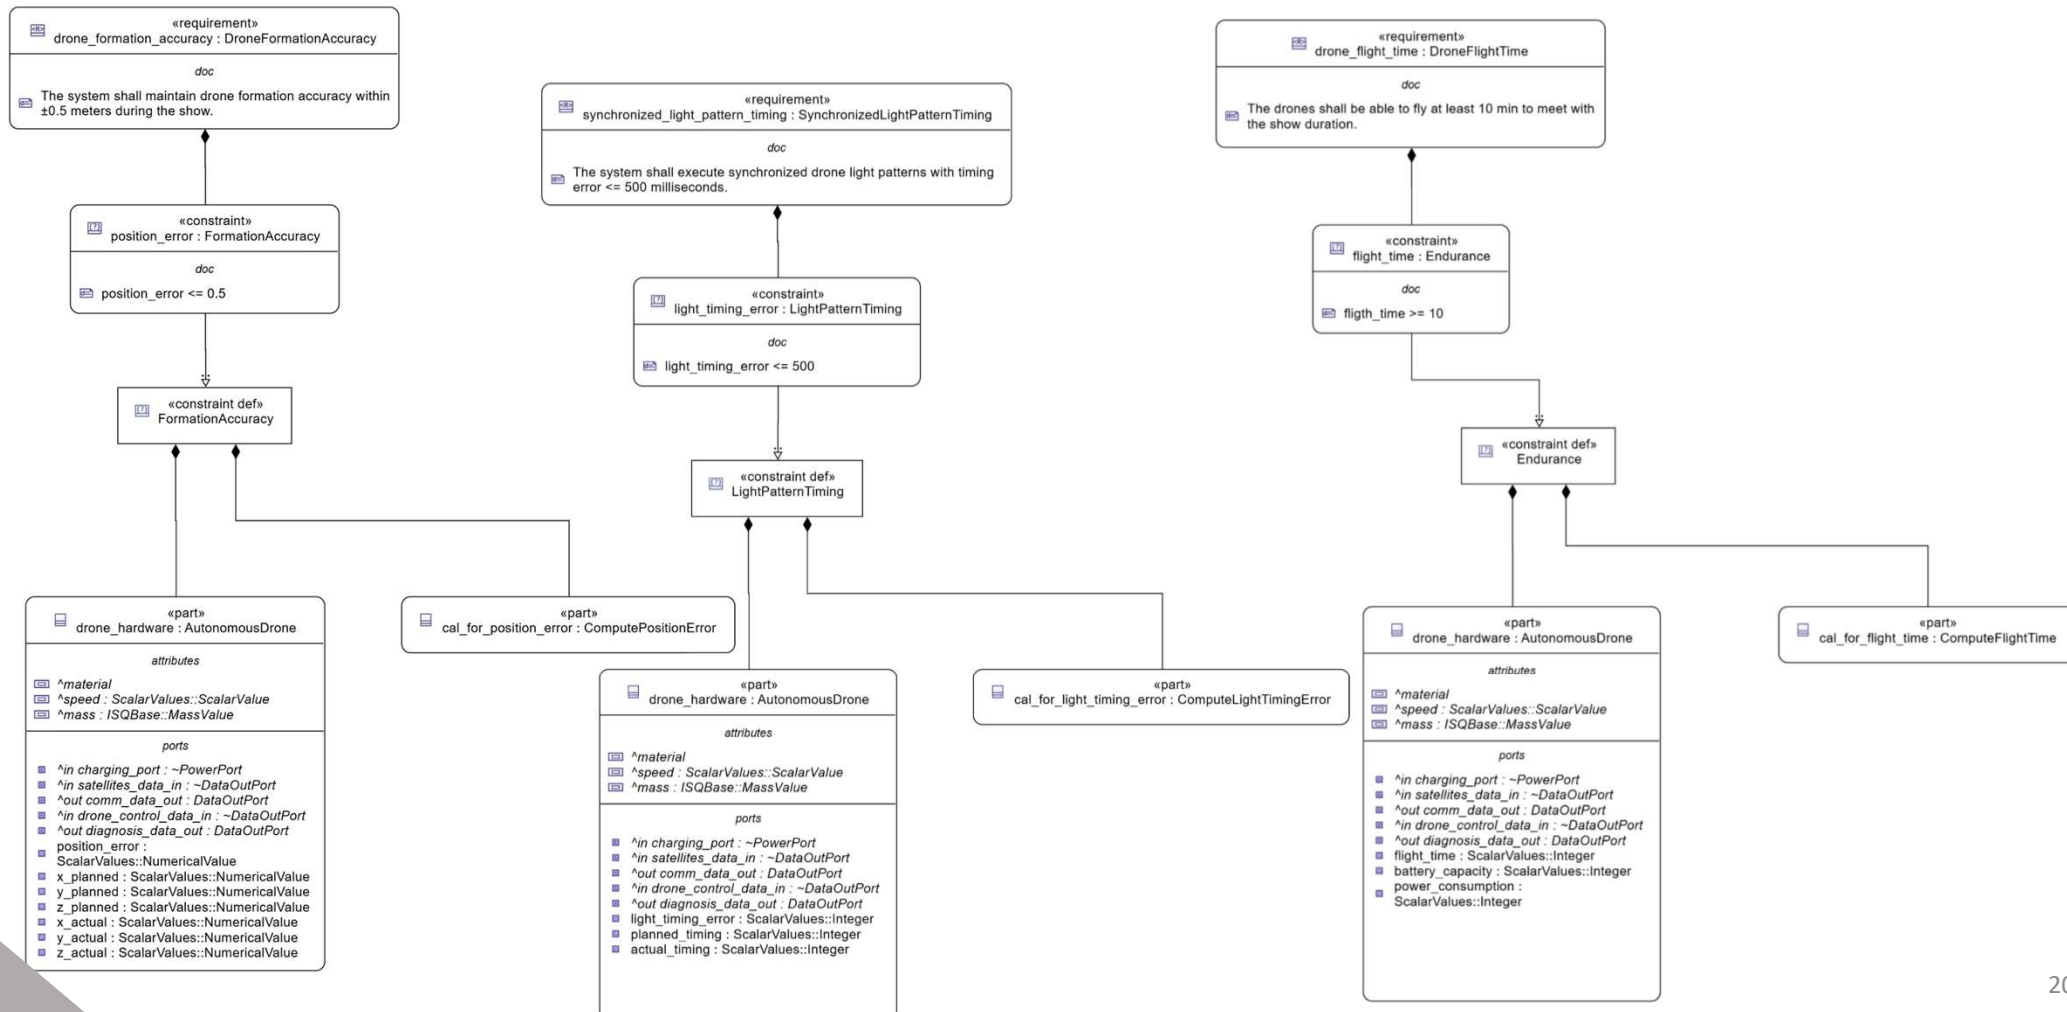 «requirement»
drone_formation_accuracy : DroneFormationAccuracy
doc
The system shall maintain drone formation accuracy within
±0.5 meters during the show.
«constraint»
position_error : FormationAccuracy
doc
position_error <= 0.5
«constraint def»
FormationAccuracy
«part»
drone_hardware : AutonomousDrone
attributes
^material
^speed : ScalarValues::ScalarValue
^mass : ISQBase::MassValue
ports
^in charging_port : ~PowerPort
^in satellites_data_in : ~DataOutPort
^out comm_data_out : DataOutPort
^in drone_control_data_in : ~DataOutPort
^out diagnosis_data_out : DataOutPort
position_error :
ScalarValues::NumericalValue
x_planned : ScalarValues::NumericalValue
y_planned : ScalarValues::NumericalValue
z_planned : ScalarValues::NumericalValue
x_actual : ScalarValues::NumericalValue
y_actual : ScalarValues::NumericalValue
z_actual : ScalarValues::NumericalValue
«part»
cal_for_position_error : ComputePositionError
«requirement»
synchronized_light_pattern_timing : SynchronizedLightPatternTiming
doc
The system shall execute synchronized drone light patterns with timing
error <= 500 milliseconds.
«constraint»
light_timing_error : LightPatternTiming
doc
light_timing_error <= 500
«constraint def»
LightPatternTiming
«part»
drone_hardware : AutonomousDrone
attributes
^material
^speed : ScalarValues::ScalarValue
^mass : ISQBase::MassValue
ports
^in charging_port : ~PowerPort
^in satellites_data_in : ~DataOutPort
^out comm_data_out : DataOutPort
^in drone_control_data_in : ~DataOutPort
^out diagnosis_data_out : DataOutPort
light_timing_error : ScalarValues::Integer
planned_timing : ScalarValues::Integer
actual_timing : ScalarValues::Integer
«part»
cal_for_light_timing_error : ComputeLightTimingError
«requirement»
drone_flight_time : DroneFlightTime
doc
The drones shall be able to fly at least 10 min to meet with
the show duration.
«constraint»
flight_time : Endurance
doc
fligth_time >= 10
«constraint def»
Endurance
«part»
drone_hardware : AutonomousDrone
attributes
^material
^speed : ScalarValues::ScalarValue
^mass : ISQBase::MassValue
ports
^in charging_port : ~PowerPort
^in satellites_data_in : ~DataOutPort
^out comm_data_out : DataOutPort
^in drone_control_data_in : ~DataOutPort
^out diagnosis_data_out : DataOutPort
flight_time : ScalarValues::Integer
battery_capacity : ScalarValues::Integer
power_consumption :
ScalarValues::Integer
«part»
cal_for_flight_time : ComputeFlightTime
20